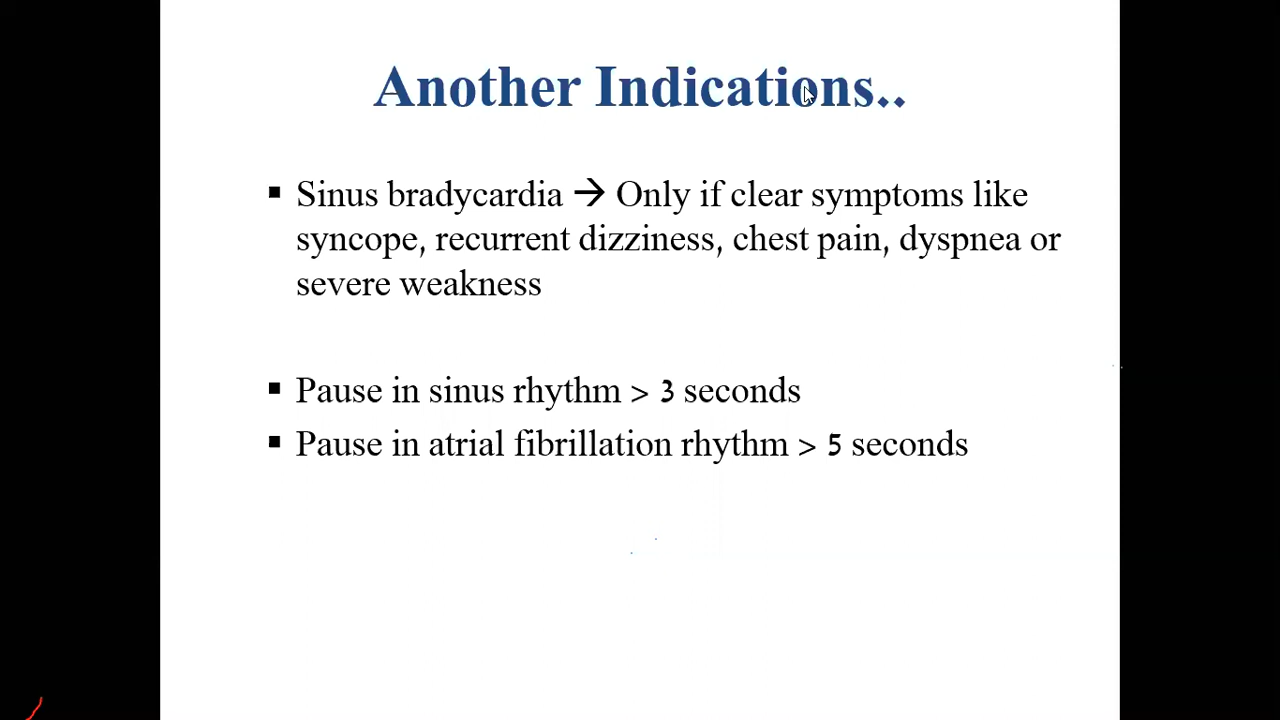 Another Indications..
▪ Sinus bradycardia → Only if clear symptoms like
syncope, recurrent dizziness, chest pain, dyspnea or
severe weakness
▪ Pause in sinus rhythm > 3 seconds
▪ Pause in atrial fibrillation rhythm > 5 seconds